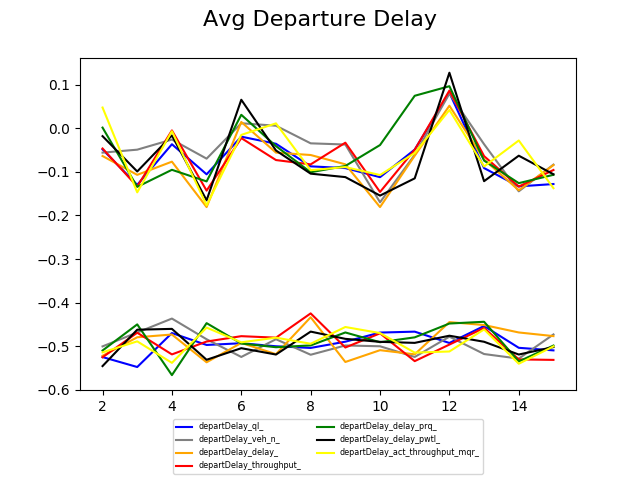 Avg Departure Delay
0.1
0.0
−0.1
−0.2
−0.3
−0.4
−0.5
−0.6
2 4 6 8 10 12 14
departDelay_ql_ departDelay_delay_prq_
departDelay_veh_n_ departDelay_delay_pwtl_
departDelay_delay_ departDelay_act_throughput_mqr_
departDelay_throughput_